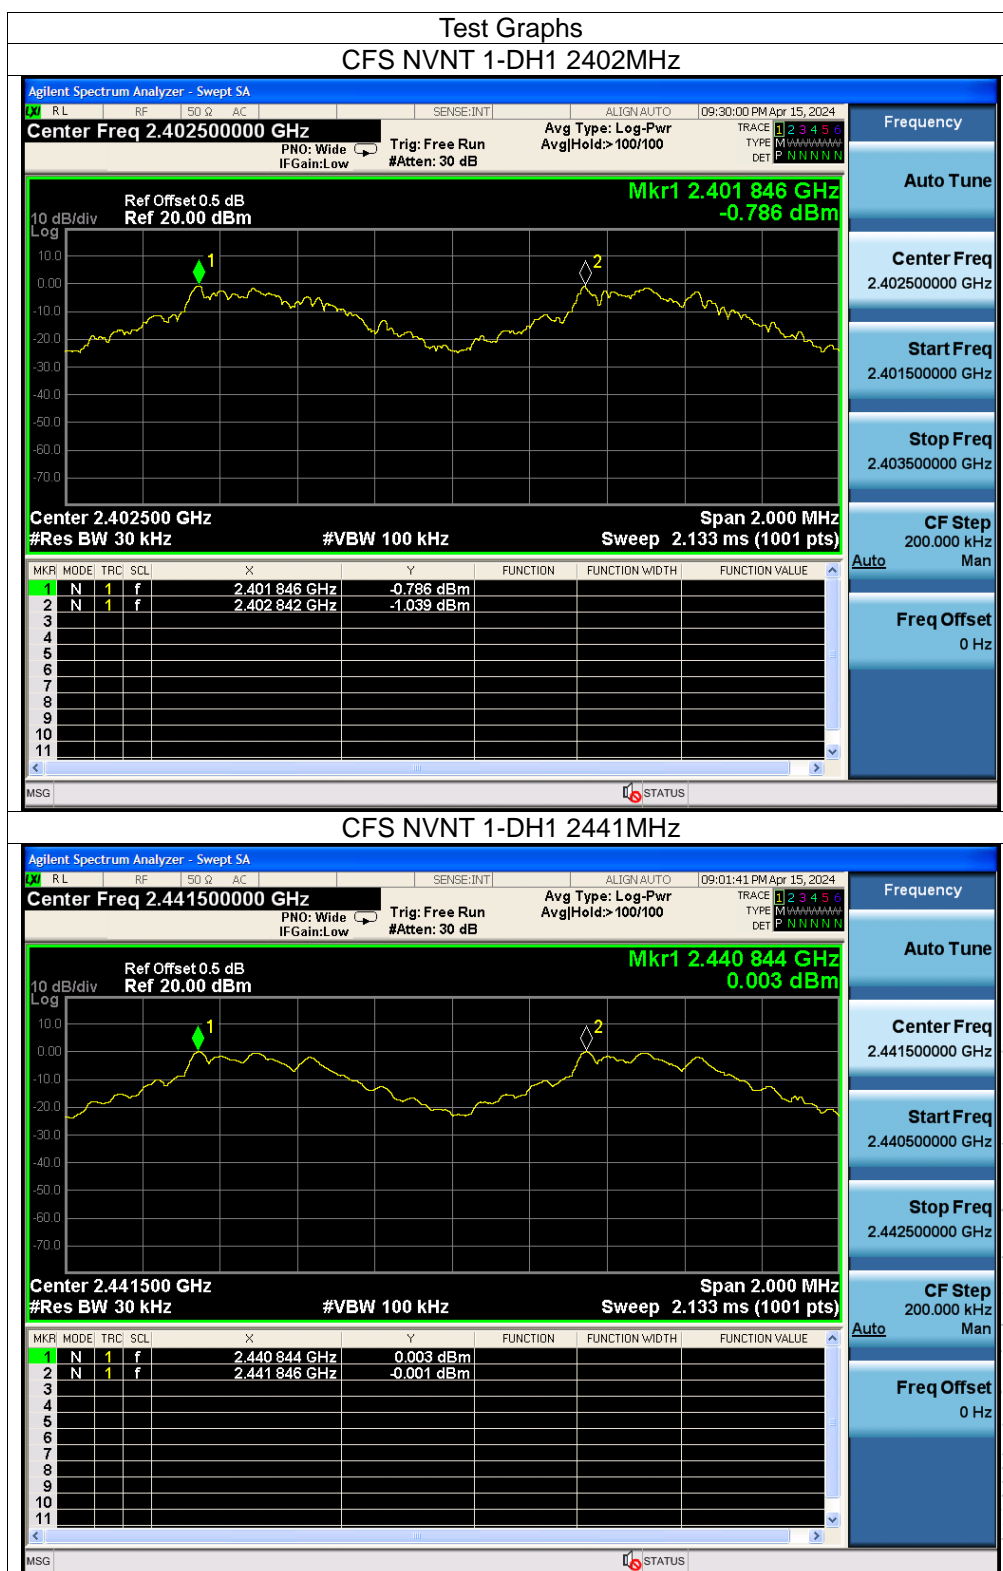 Test Graphs
CFS NVNT 1-DH1 2402MHz
Agilent Spectrum Analyzer - Swept SA
LXI RL RF 50 Ω AC SENSE:INT ALIGN AUTO 09:30:00 PM Apr 15, 2024
Center Freq 2.402500000 GHz Avg Type: Log-Pwr TRACE 1 2 3 4 5 6
PNO: Wide Trig: Free Run Avg|Hold:>100/100 TYPE M WWWWW
IFGain:Low #Atten: 30 dB DET P N N N N N
Frequency
Mkr1 2.401 846 GHz
-0.786 dBm
Ref Offset 0.5 dB
10 dB/div Ref 20.00 dBm
Log
10.0
0.00
-10.0
-20.0
-30.0
-40.0
-50.0
-60.0
-70.0
1
2
Center 2.402500 GHz Span 2.000 MHz
#Res BW 30 kHz #VBW 100 kHz Sweep 2.133 ms (1001 pts)
MKR MODE TRC SCL X Y FUNCTION FUNCTION WIDTH FUNCTION VALUE
1 N 1 f 2.401 846 GHz -0.786 dBm
2 N 1 f 2.402 842 GHz -1.039 dBm
3
4
5
6
7
8
9
10
11
MSG STATUS
Auto Tune
Center Freq
2.402500000 GHz
Start Freq
2.401500000 GHz
Stop Freq
2.403500000 GHz
CF Step
200.000 kHz
Auto Man
Freq Offset
0 Hz
CFS NVNT 1-DH1 2441MHz
Agilent Spectrum Analyzer - Swept SA
LXI RL RF 50 Ω AC SENSE:INT ALIGN AUTO 09:01:41 PM Apr 15, 2024
Center Freq 2.441500000 GHz Avg Type: Log-Pwr TRACE 1 2 3 4 5 6
PNO: Wide Trig: Free Run Avg|Hold:>100/100 TYPE M WWWWW
IFGain:Low #Atten: 30 dB DET P N N N N N
Frequency
Mkr1 2.440 844 GHz
0.003 dBm
Ref Offset 0.5 dB
10 dB/div Ref 20.00 dBm
Log
10.0
0.00
-10.0
-20.0
-30.0
-40.0
-50.0
-60.0
-70.0
1
2
Center 2.441500 GHz Span 2.000 MHz
#Res BW 30 kHz #VBW 100 kHz Sweep 2.133 ms (1001 pts)
MKR MODE TRC SCL X Y FUNCTION FUNCTION WIDTH FUNCTION VALUE
1 N 1 f 2.440 844 GHz 0.003 dBm
2 N 1 f 2.441 846 GHz -0.001 dBm
3
4
5
6
7
8
9
10
11
MSG STATUS
Auto Tune
Center Freq
2.441500000 GHz
Start Freq
2.440500000 GHz
Stop Freq
2.442500000 GHz
CF Step
200.000 kHz
Auto Man
Freq Offset
0 Hz